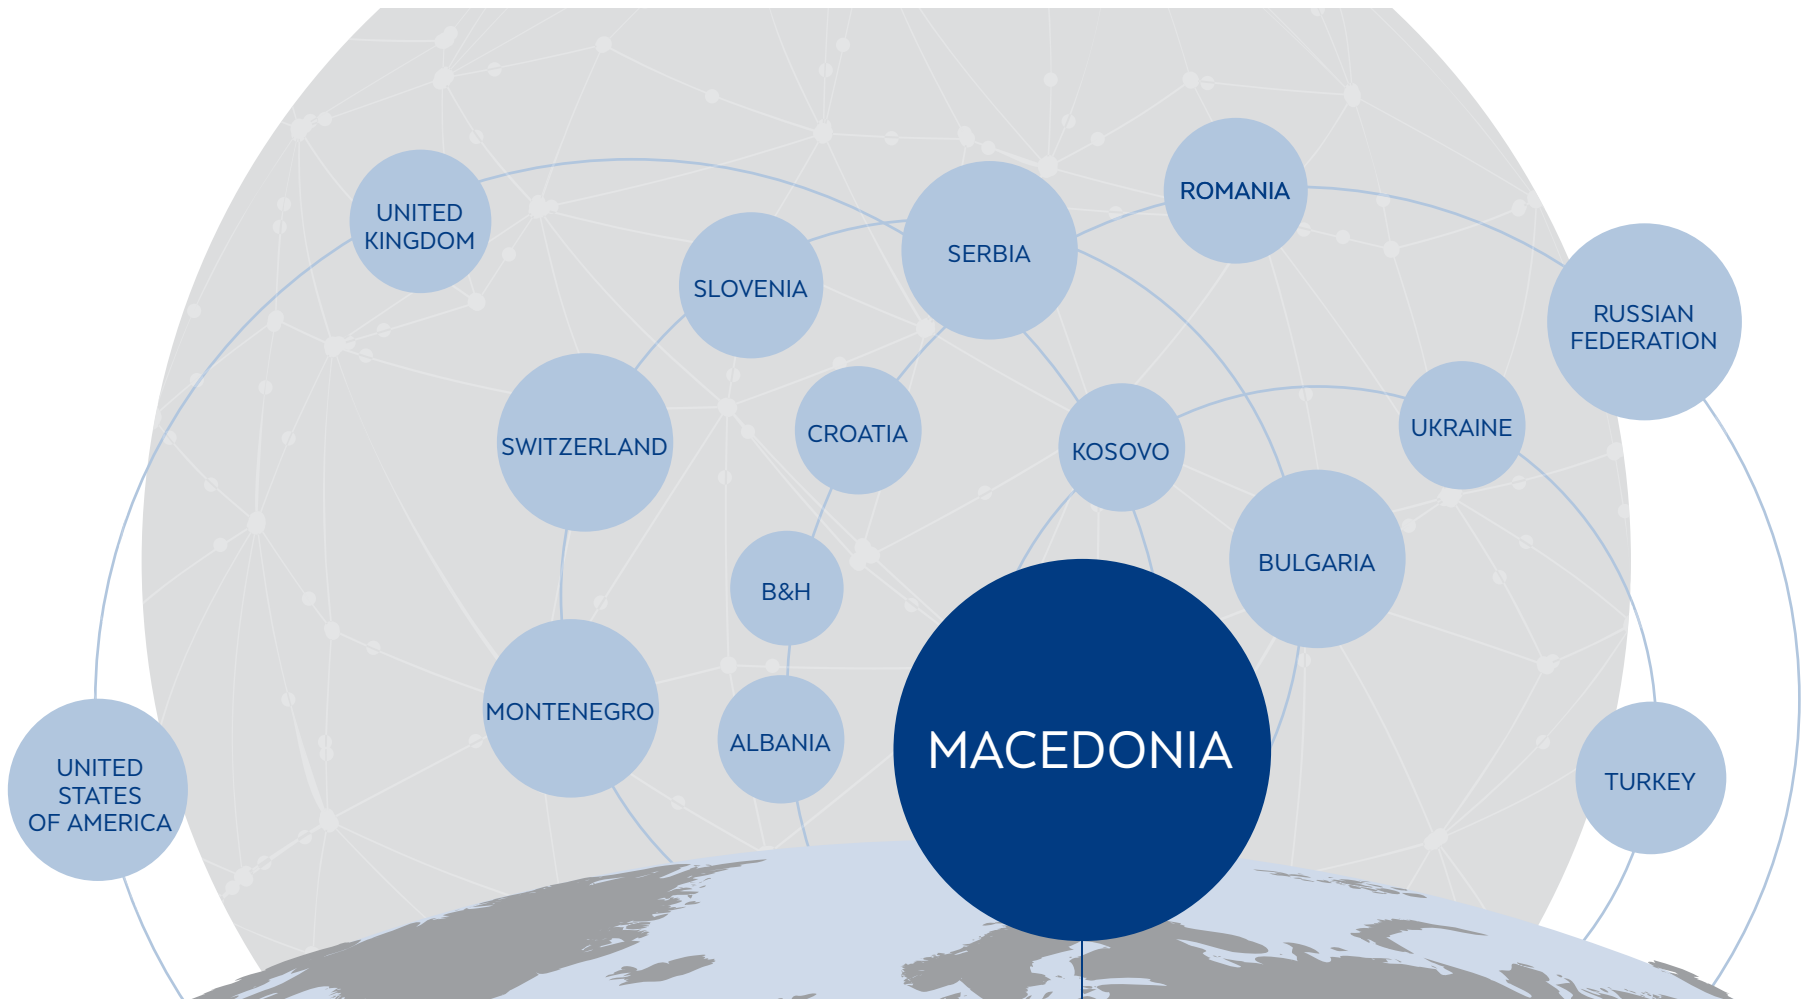 ROMANIA
UNITED
KINGDOM
SERBIA
SLOVENIA
RUSSIAN
FEDERATION
SWITZERLAND
CROATIA
KOSOVO
UKRAINE
B&H
BULGARIA
MONTENEGRO
ALBANIA
MACEDONIA
UNITED
STATES
OF AMERICA
TURKEY